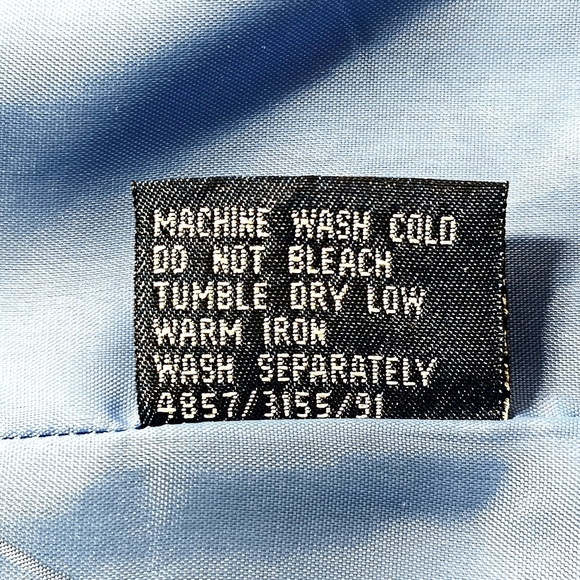 MACHINE WASH COLD
DO NOT BLEACH
TUMBLE DRY LOW
WARM IRON
WASH SEPARATELY
4857/3155/91